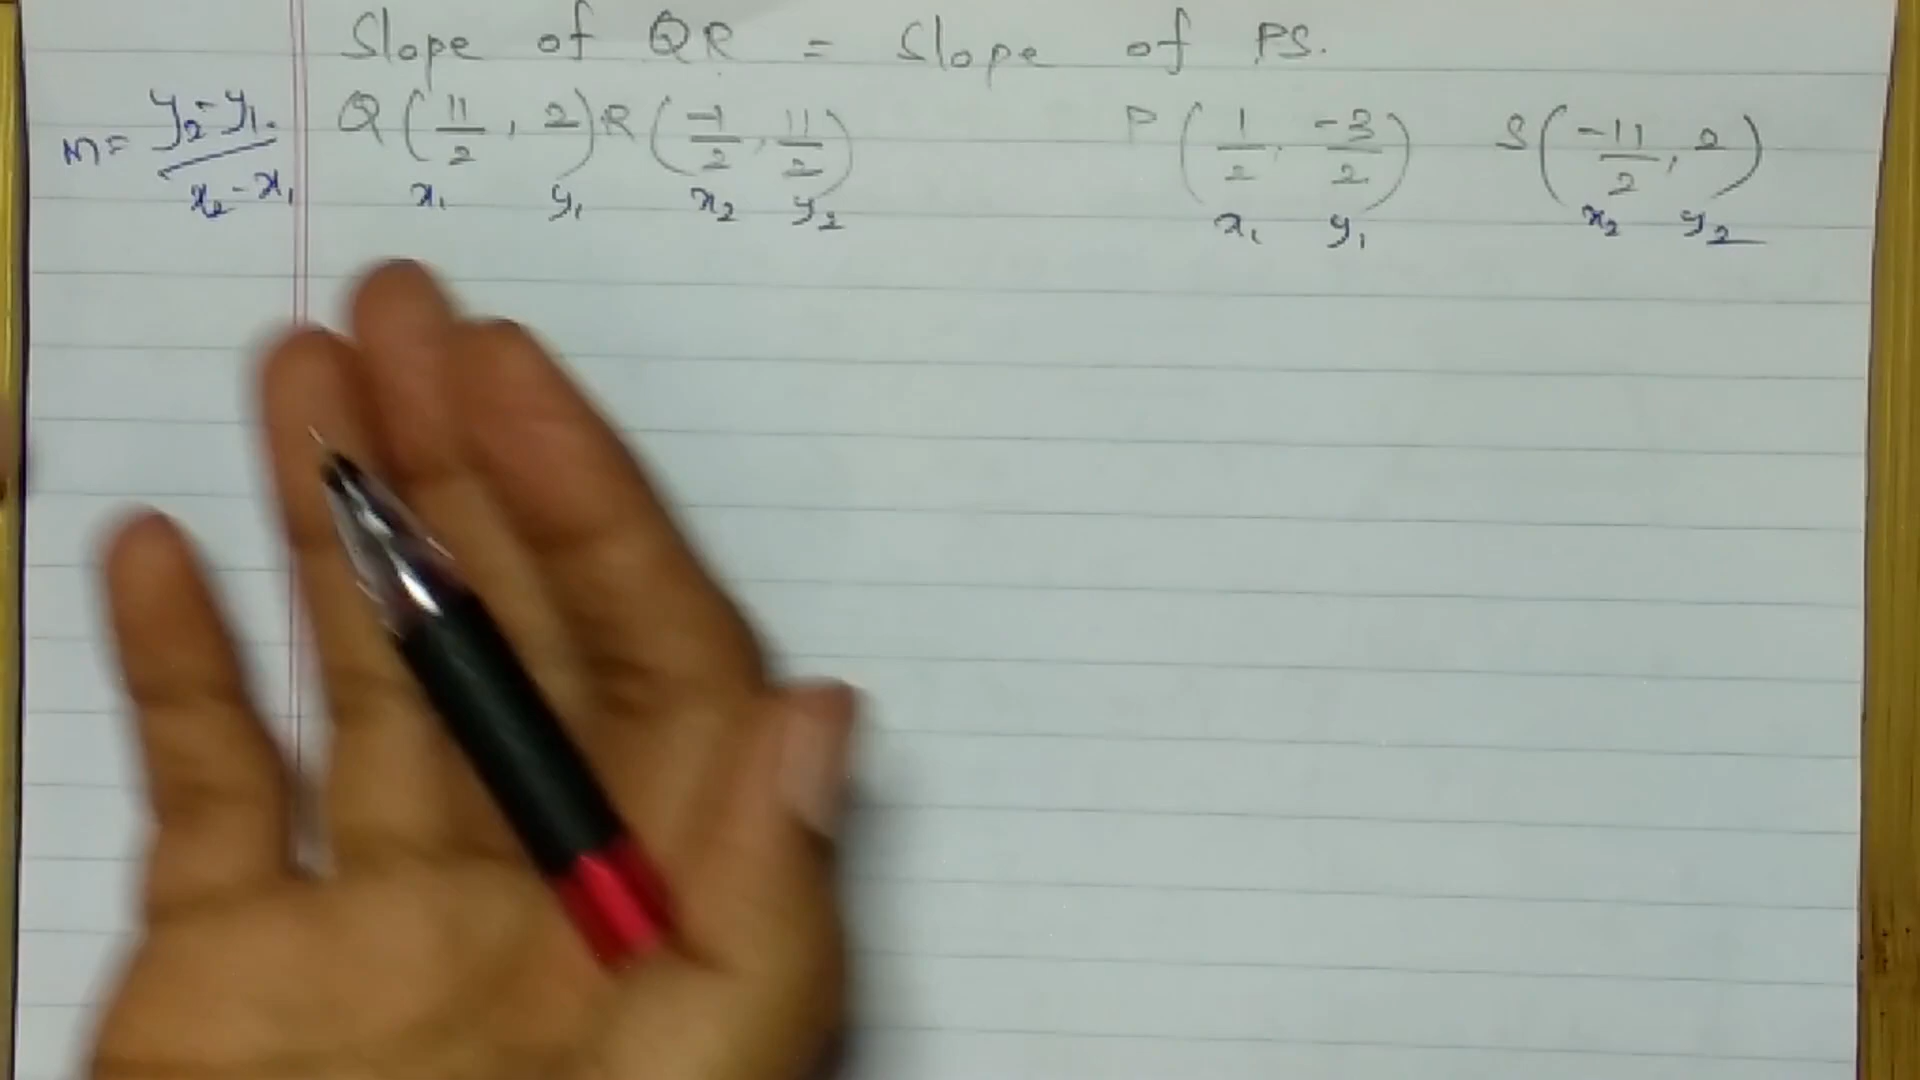 Slope of QR = Slope of PS.
m = y₂ - y₁. / x₂ - x₁ Q (11/2 , 2) R (-1/2 , 11/2) P (1/2 , -3/2) S (-11/2 , 2)
x₁ y₁ x₂ y₂ x₁ y₁ x₂ y₂